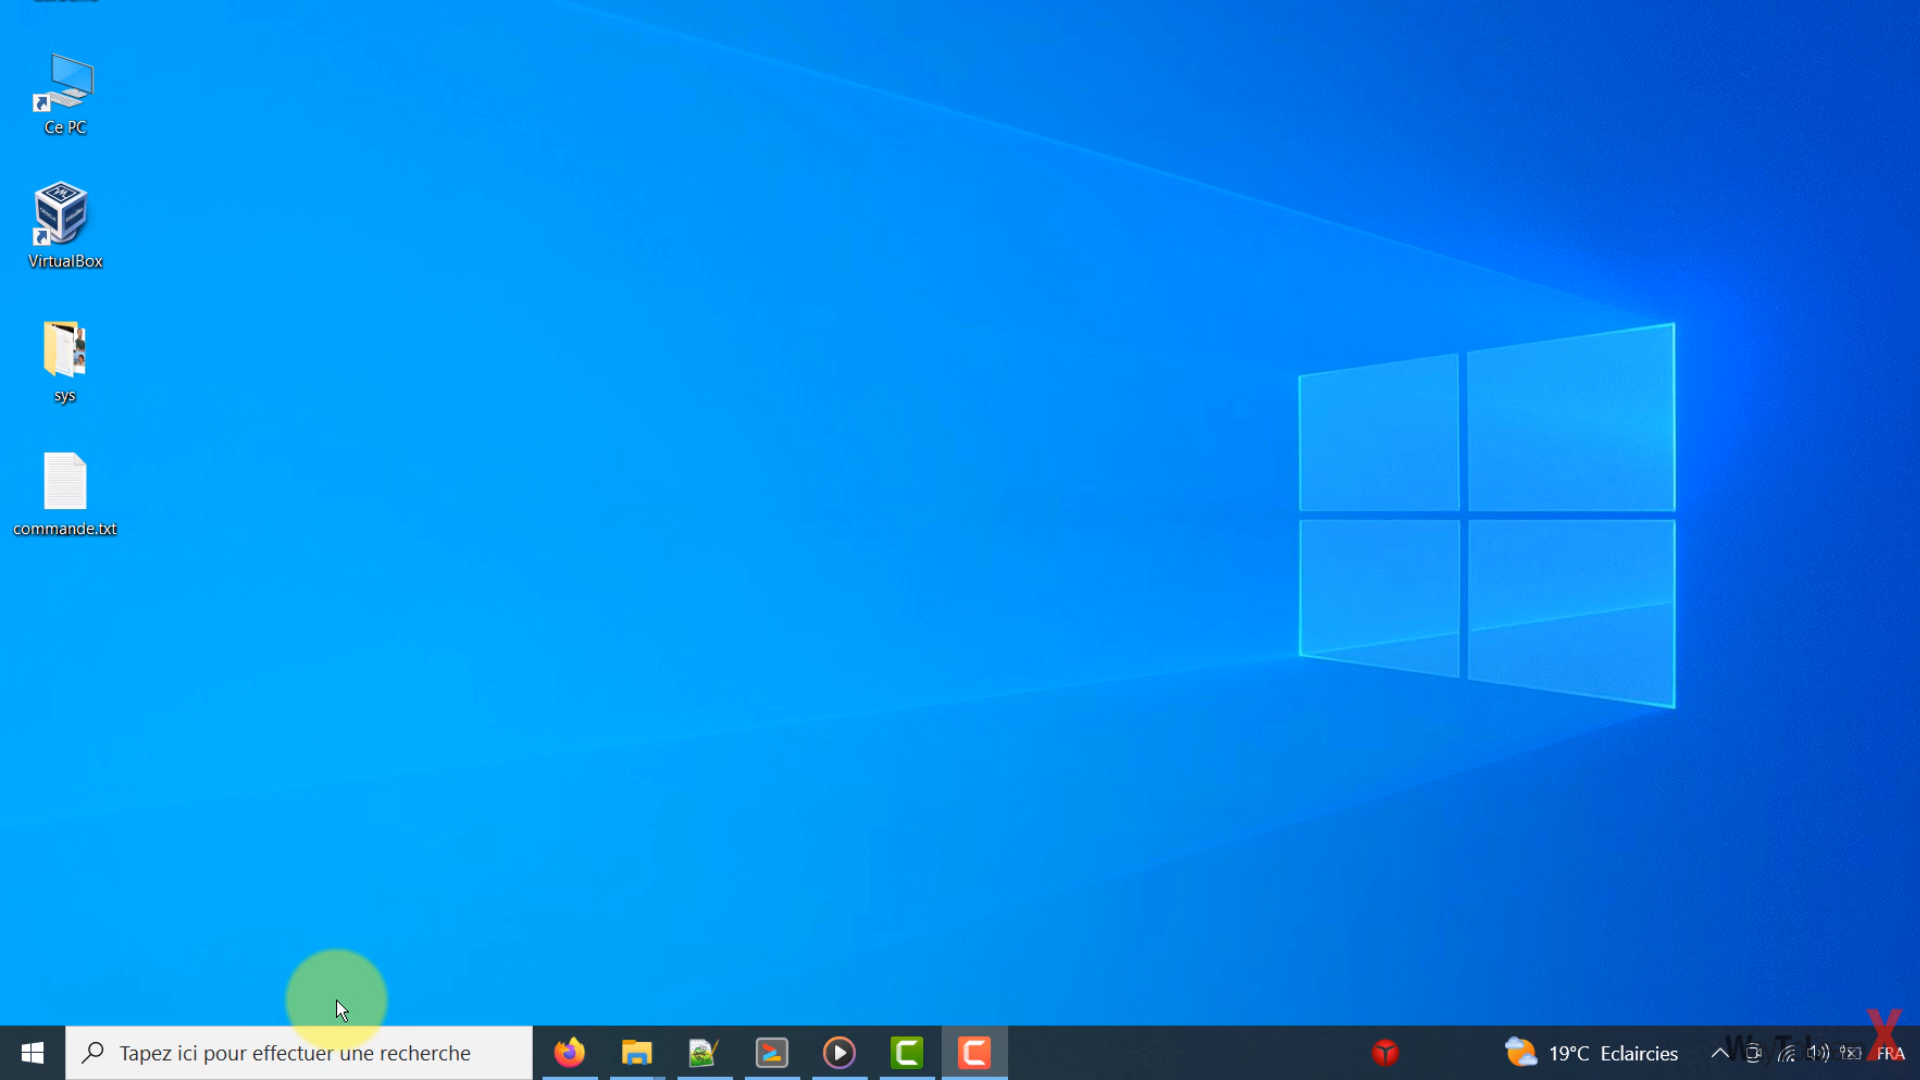 Ce PC
VirtualBox
sys
commande.txt
Tapez ici pour effectuer une recherche
19°C Eclaircies
FRA